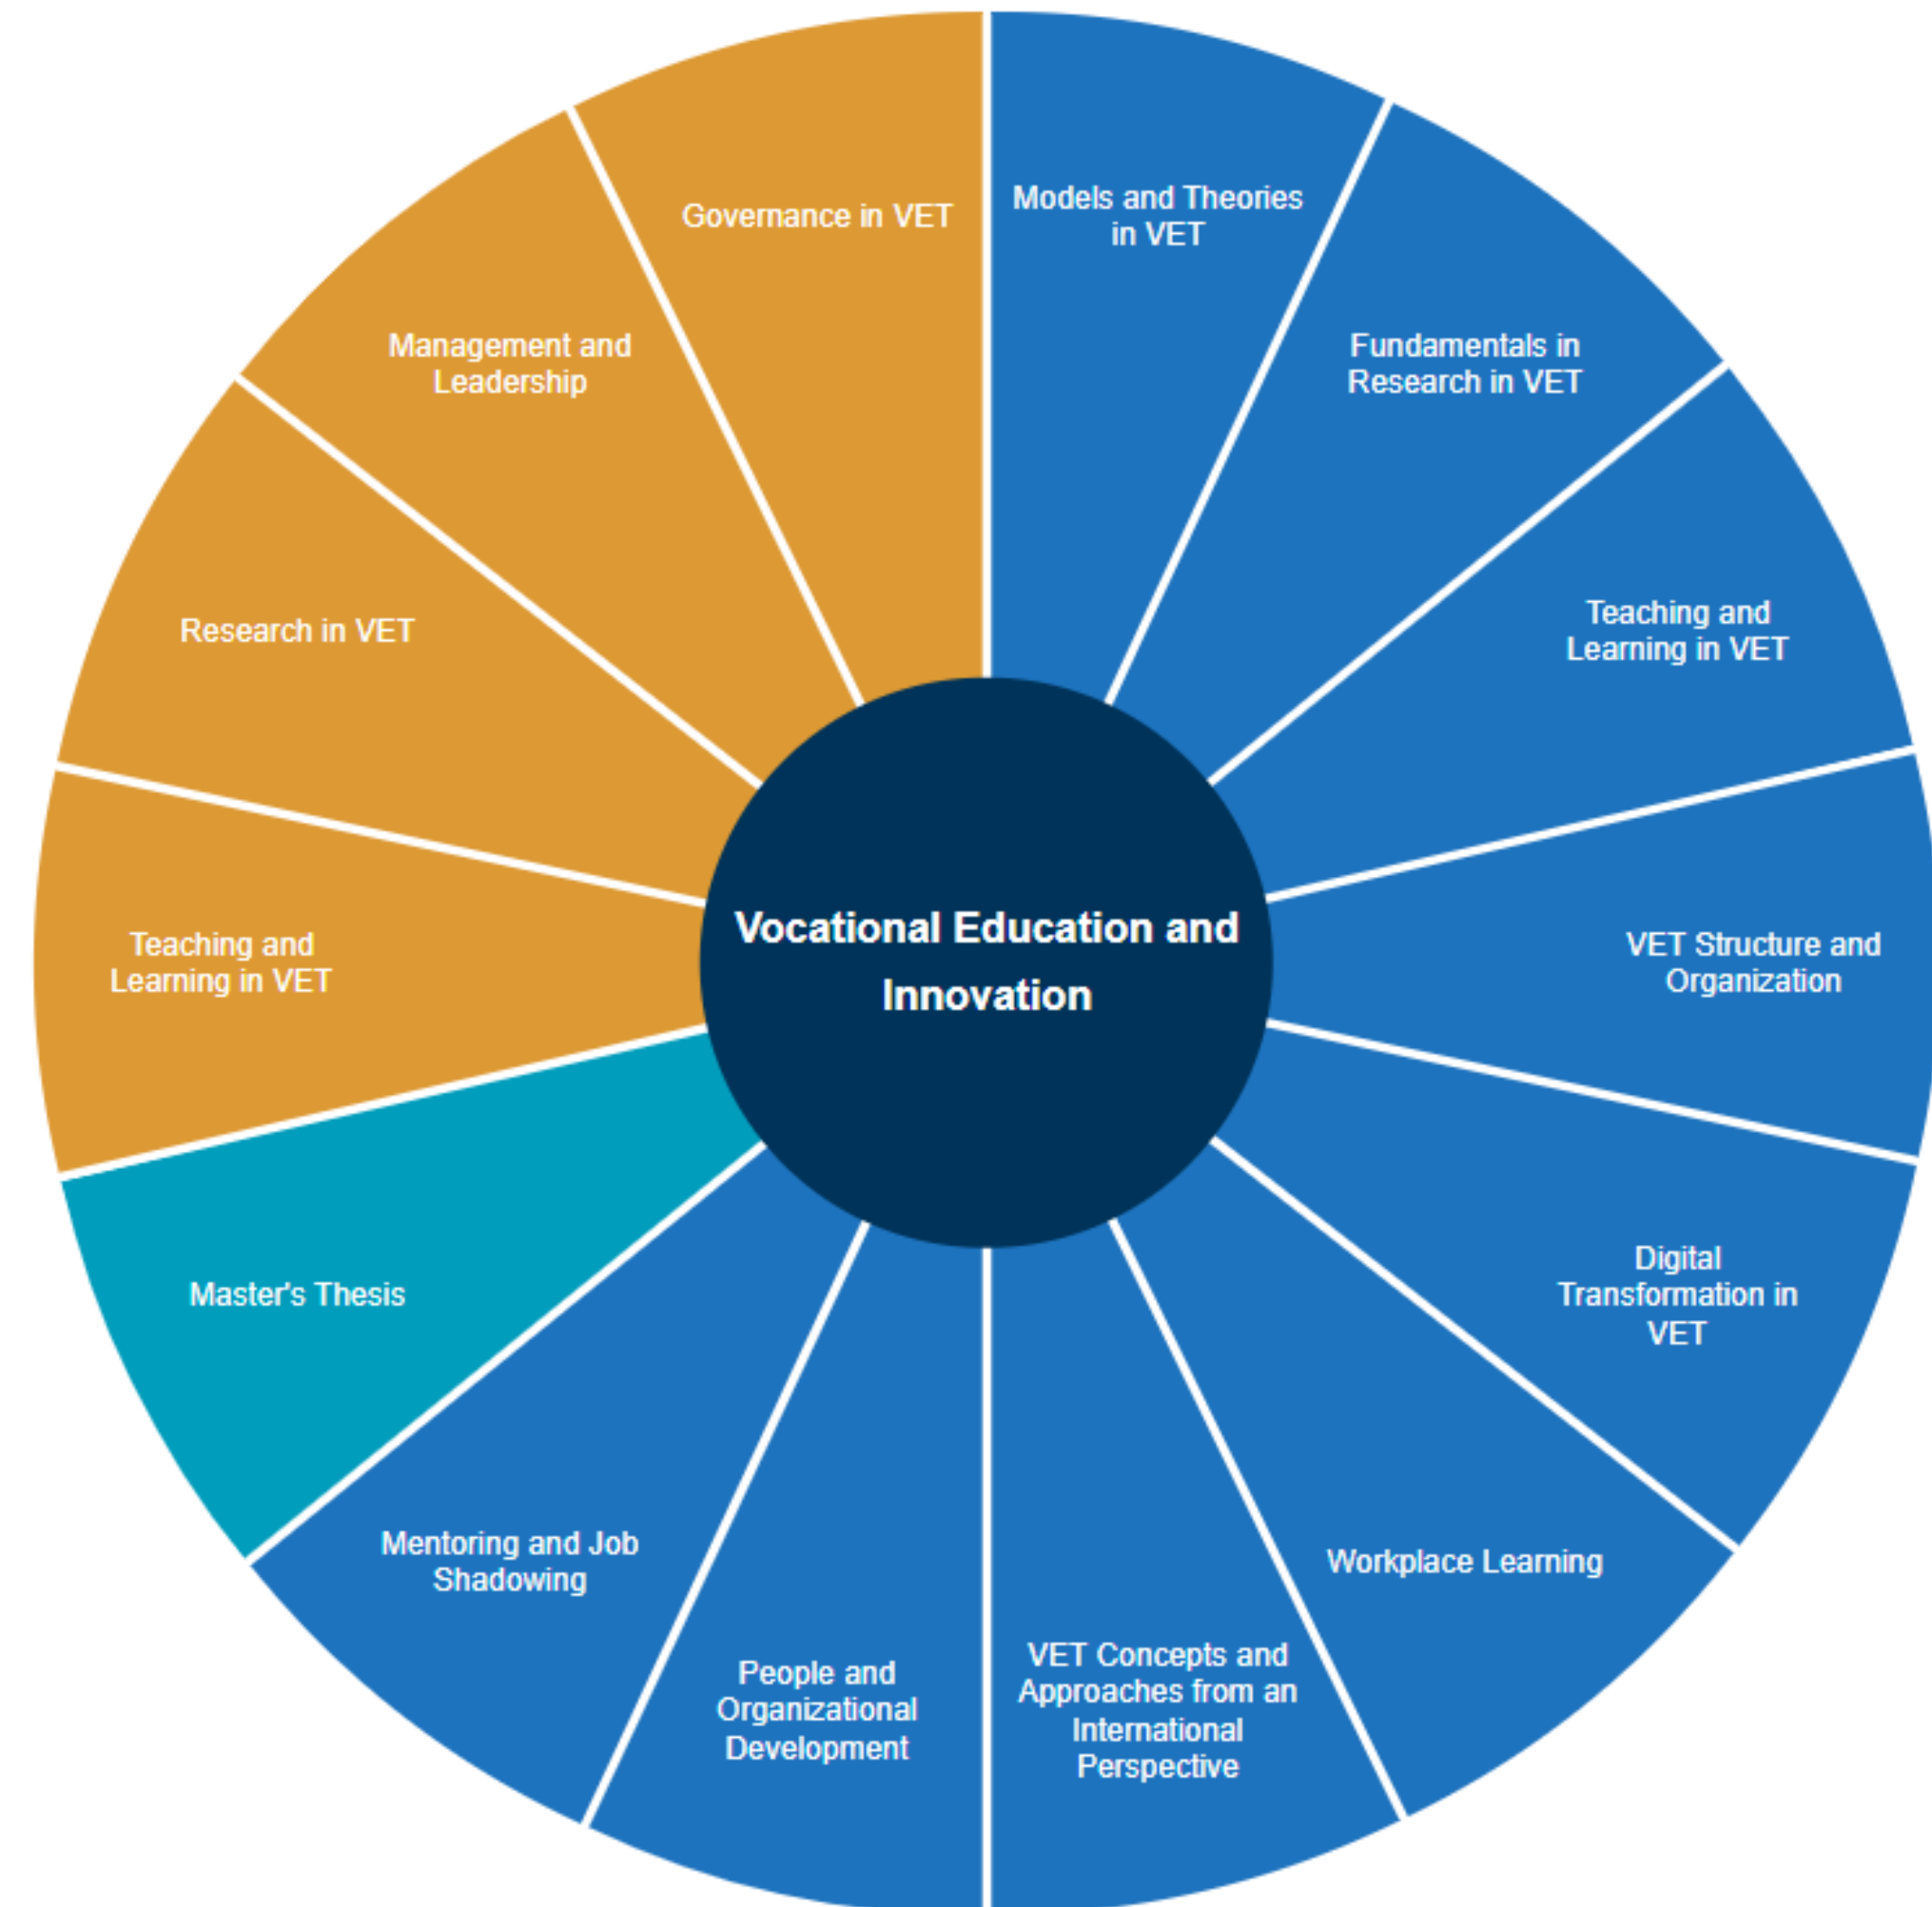 Governance in VET
Models and Theories
in VET
Management and
Leadership
Fundamentals in
Research in VET
Research in VET
Teaching and
Learning in VET
Teaching and
Learning in VET
Vocational Education and
Innovation
VET Structure and
Organization
Master's Thesis
Digital
Transformation in
VET
Mentoring and Job
Shadowing
Workplace Learning
People and
Organizational
Development
VET Concepts and
Approaches from an
International
Perspective